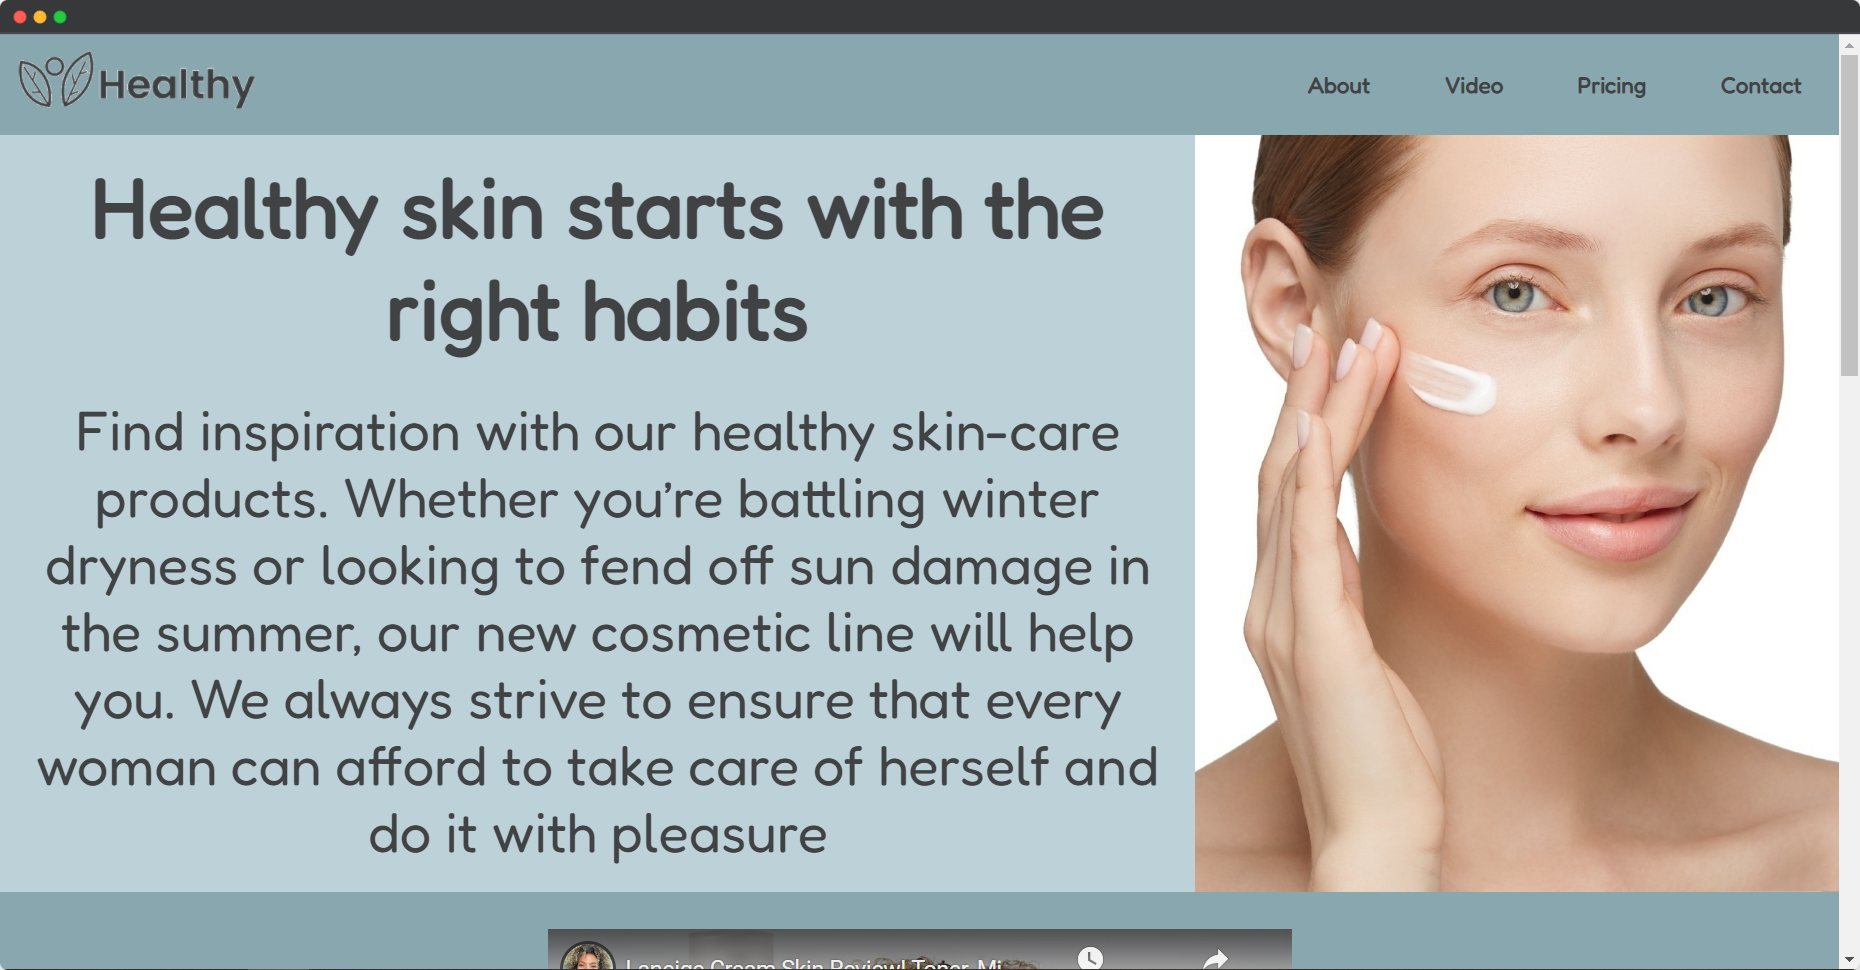 Healthy
About
Video
Pricing
Contact
Healthy skin starts with the
right habits
Find inspiration with our healthy skin-care
products. Whether you’re battling winter
dryness or looking to fend off sun damage in
the summer, our new cosmetic line will help
you. We always strive to ensure that every
woman can afford to take care of herself and
do it with pleasure
Laneige Cream Skin Review! Toner, Mi